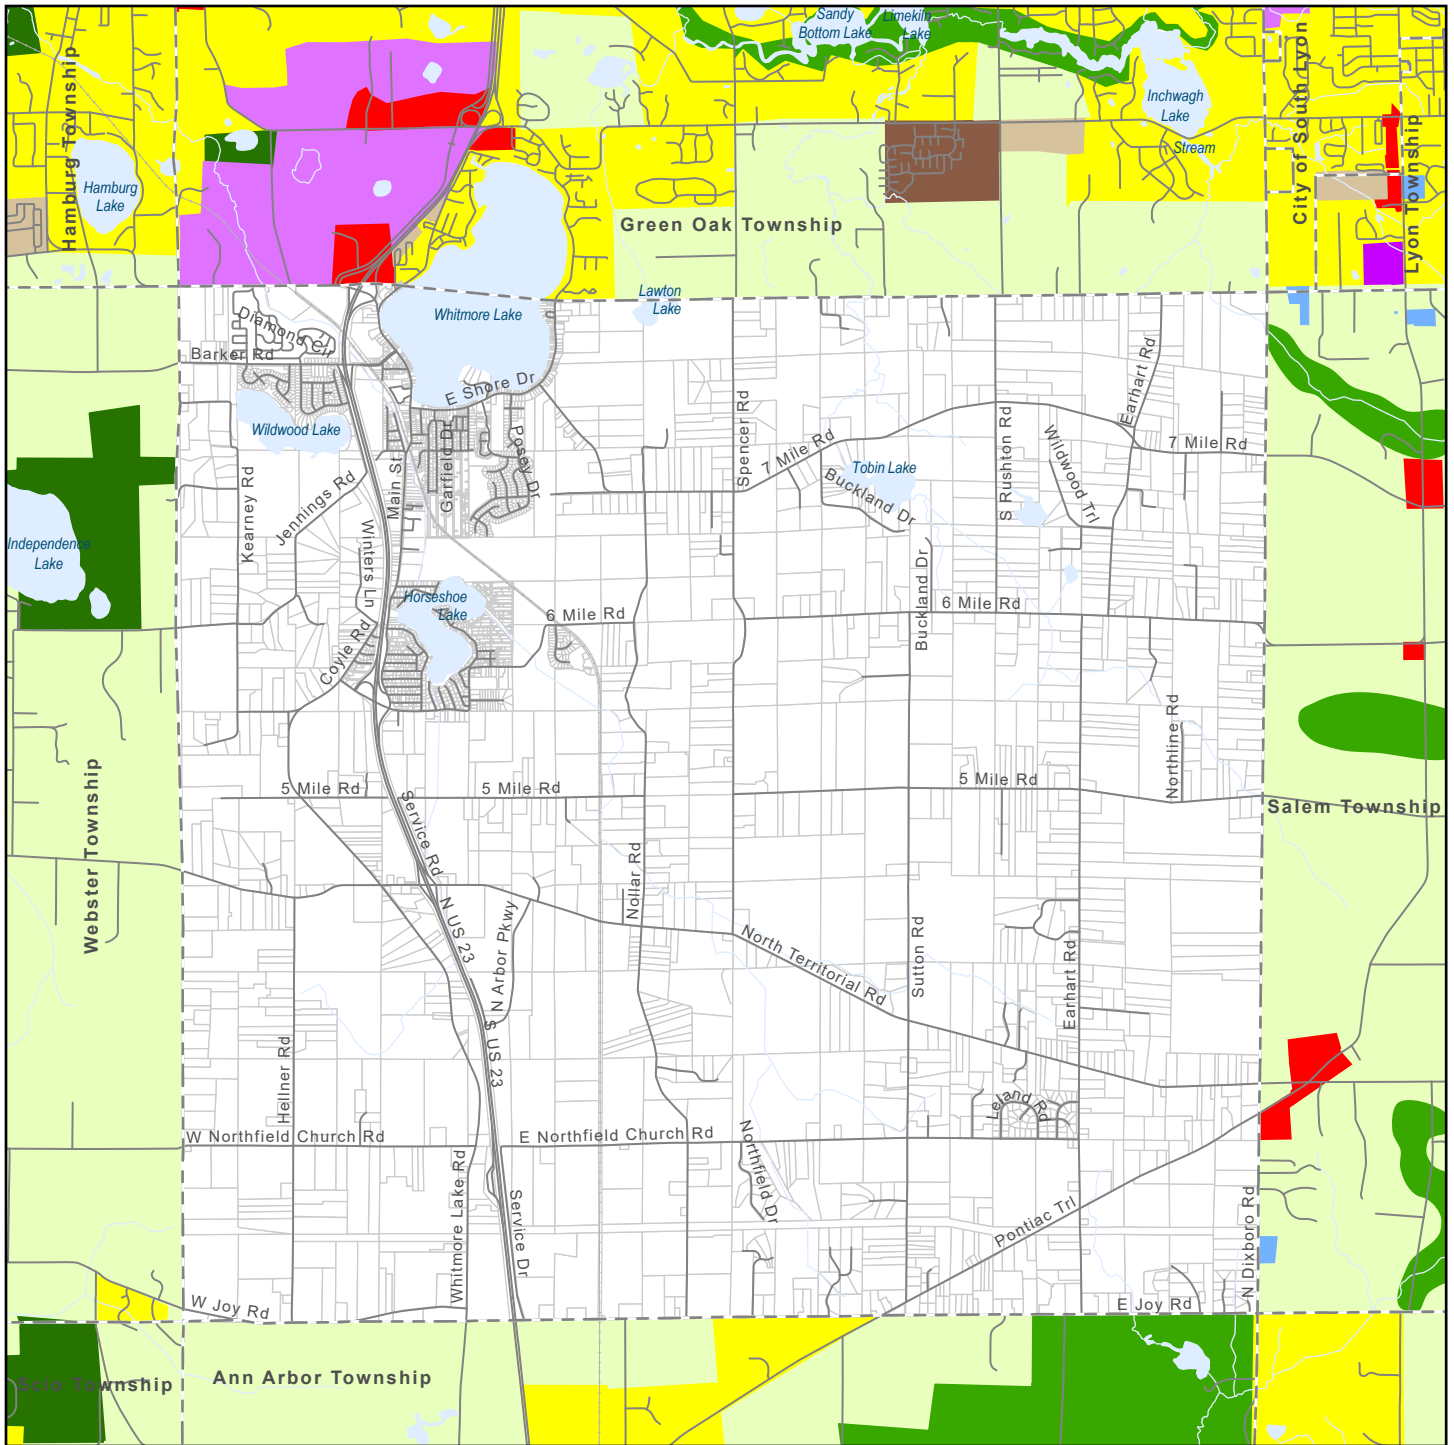 Sandy
Bottom Lake
Limekiln
Lake
Hamburg Township
City of South Lyon
Lyon Township
Inchwagh
Lake
Stream
Hamburg
Lake
Green Oak Township
Lawton
Lake
Whitmore Lake
Diamond Cir
Barker Rd
E Shore Dr
Wildwood Lake
Kearney Rd
Jennings Rd
Main St
Garfield Dr
Posey Dr
Winters Ln
Spencer Rd
7 Mile Rd
Tobin Lake
Buckland Dr
S Rushton Rd
Wildwood Trl
Earhart Rd
7 Mile Rd
Independence
Lake
Horseshoe
Lake
Coyle Rd
6 Mile Rd
Buckland Dr
6 Mile Rd
Northline Rd
5 Mile Rd
5 Mile Rd
5 Mile Rd
Salem Township
Webster Township
Service Rd
N US 23
N Arbor Pkwy
Nollar Rd
North Territorial Rd
Sutton Rd
Earhart Rd
S US 23
Hellner Rd
Leland Rd
W Northfield Church Rd
E Northfield Church Rd
Northfield Dr
Whitmore Lake Rd
Service Dr
Pontiac Trl
N Dixboro Rd
W Joy Rd
E Joy Rd
Scio Township
Ann Arbor Township